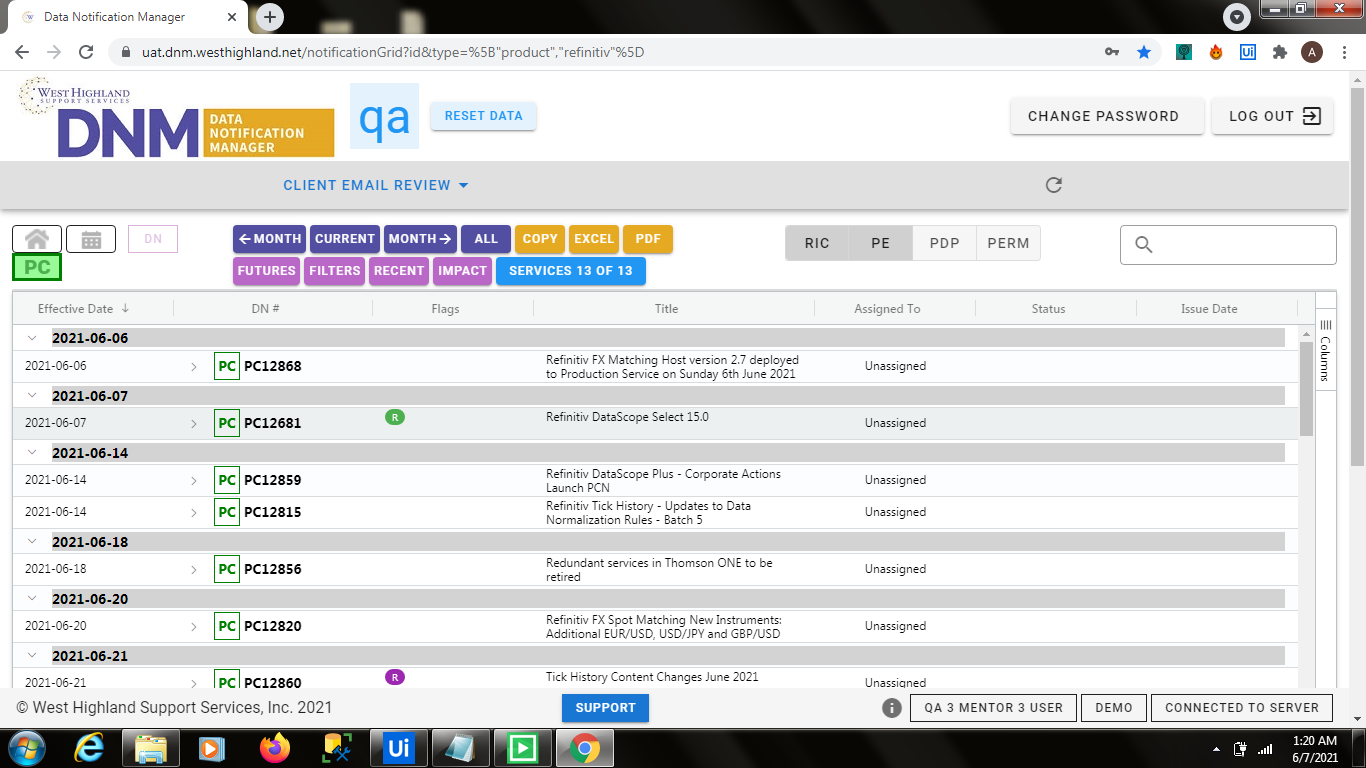 Data Notification Manager
uat.dnm.westhighland.net/notificationGrid?id&type=%5B"product","refinitiv"%5D
A
WEST HIGHLAND
SUPPORT SERVICES
DNM
DATA
NOTIFICATION
MANAGER
qa
RESET DATA
CHANGE PASSWORD
LOG OUT
CLIENT EMAIL REVIEW
DN
PC
MONTH CURRENT MONTH ALL COPY EXCEL PDF
FUTURES FILTERS RECENT IMPACT SERVICES 13 OF 13
RIC PE PDP PERM
Effective Date DN # Flags Title Assigned To Status Issue Date
Columns
2021-06-06
2021-06-06 PC PC12868 Refinitiv FX Matching Host version 2.7 deployed Unassigned
to Production Service on Sunday 6th June 2021
2021-06-07
2021-06-07 PC PC12681 R Refinitiv DataScope Select 15.0 Unassigned
2021-06-14
2021-06-14 PC PC12859 Refinitiv DataScope Plus - Corporate Actions Unassigned
Launch PCN
2021-06-14 PC PC12815 Refinitiv Tick History - Updates to Data Unassigned
Normalization Rules - Batch 5
2021-06-18
2021-06-18 PC PC12856 Redundant services in Thomson ONE to be Unassigned
retired
2021-06-20
2021-06-20 PC PC12820 Refinitiv FX Spot Matching New Instruments: Unassigned
Additional EUR/USD, USD/JPY and GBP/USD
2021-06-21
2021-06-21 PC PC12860 R Tick History Content Changes June 2021 Unassigned
© West Highland Support Services, Inc. 2021
SUPPORT
QA 3 MENTOR 3 USER
DEMO
CONNECTED TO SERVER
Ui
1:20 AM
6/7/2021